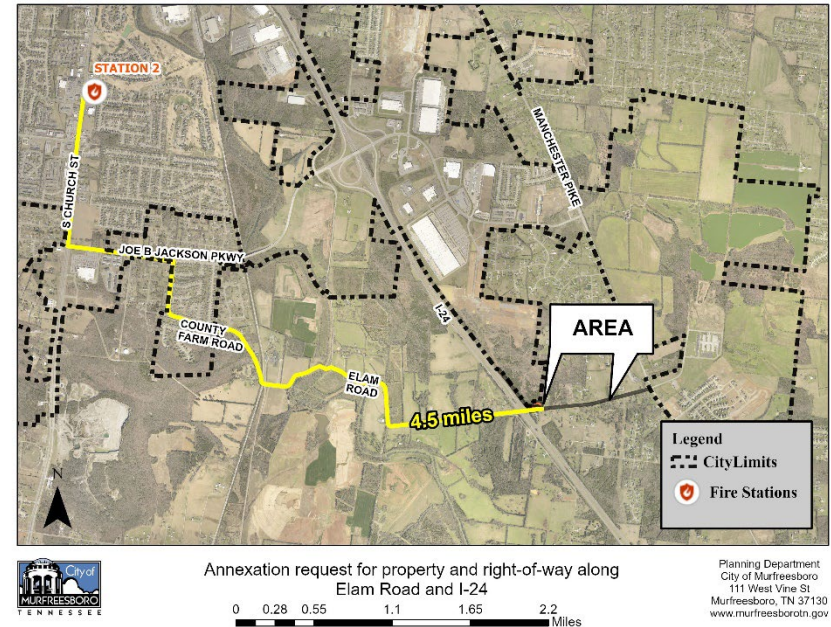 STATION 2
S CHURCH ST
JOE B JACKSON PKWY
COUNTY
FARM ROAD
ELAM
ROAD
4.5 miles
I-24
MANCHESTER PIKE
AREA
Legend
CityLimits
Fire Stations
N
City of
MURFREESBORO
TENNESSEE
Annexation request for property and right-of-way along
Elam Road and I-24
0 0.28 0.55 1.1 1.65 2.2
Miles
Planning Department
City of Murfreesboro
111 West Vine St
Murfreesboro, TN 37130
www.murfreesborotn.gov